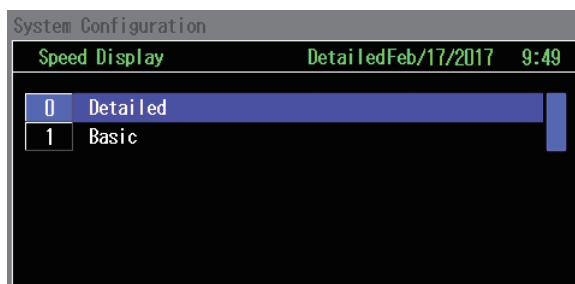 System Configuration
Speed Display DetailedFeb/17/2017 9:49
0 Detailed
1 Basic